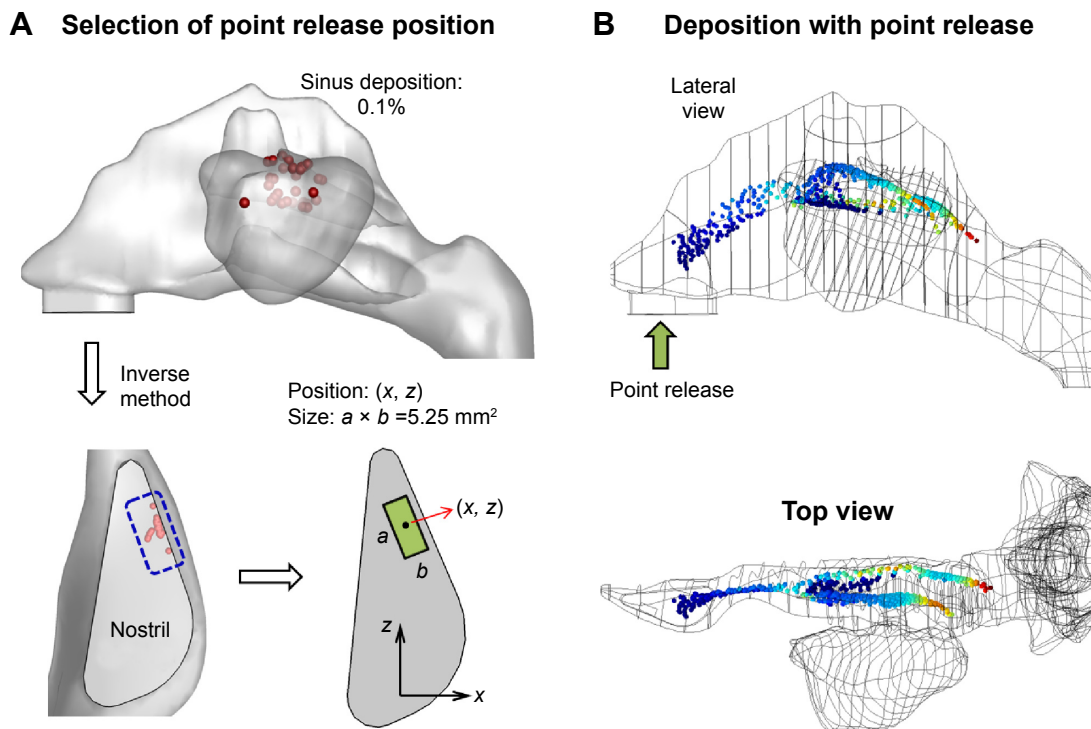 A Selection of point release position
Sinus deposition:
0.1%
Inverse
method
Position: (x, z)
Size: a × b =5.25 mm²
Nostril
(x, z)
a
b
z
x
B Deposition with point release
Lateral
view
Point release
Top view